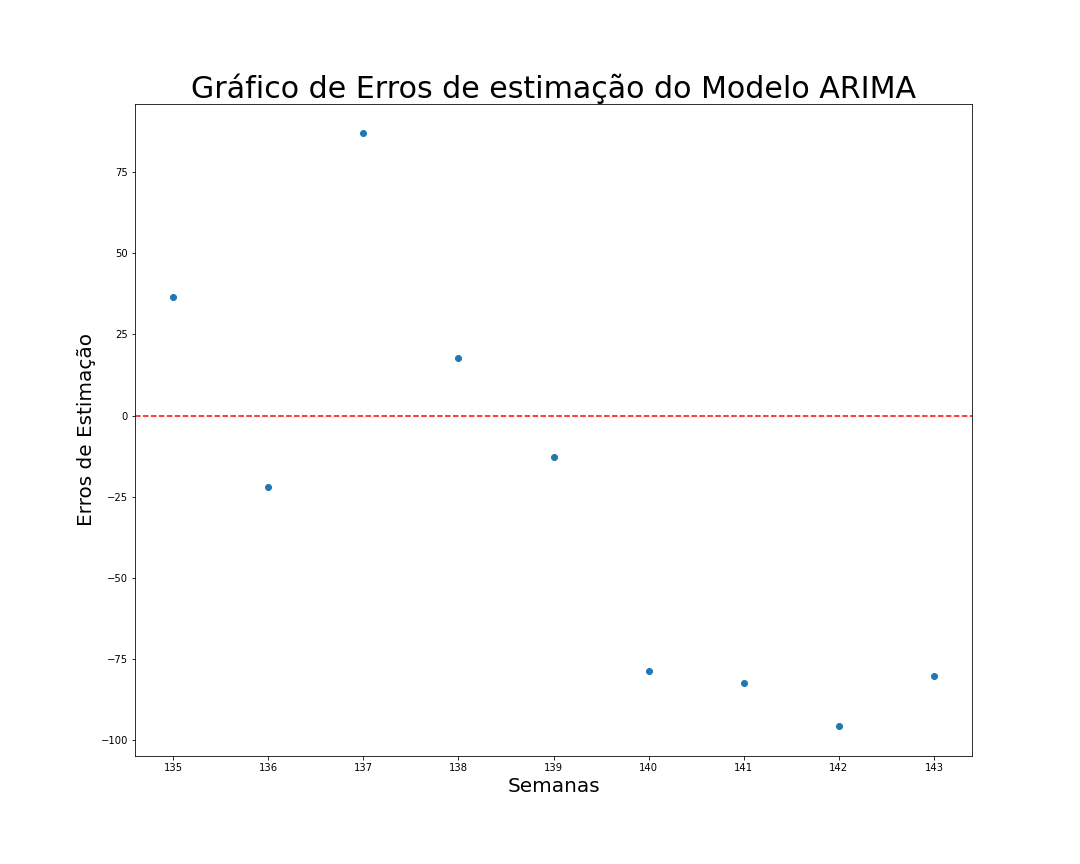 Gráfico de Erros de estimação do Modelo ARIMA
Erros de Estimação
75
50
25
0
−25
−50
−75
−100
135 136 137 138 139 140 141 142 143
Semanas